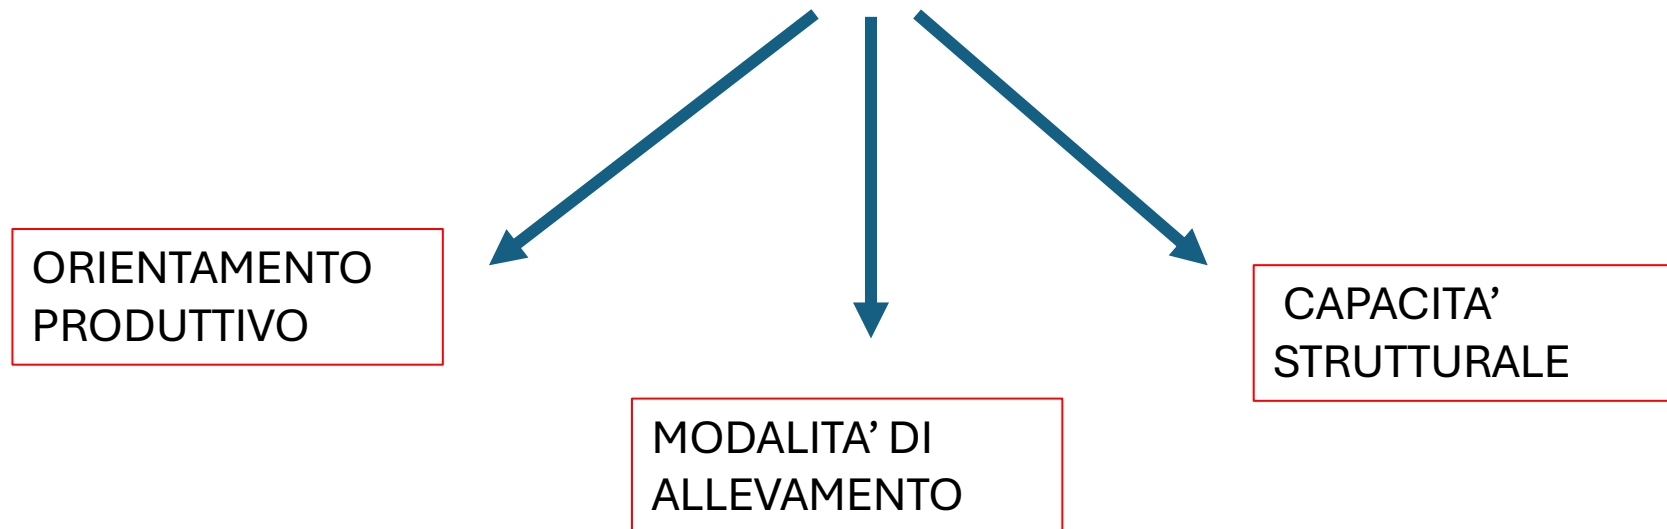 ORIENTAMENTO
PRODUTTIVO
CAPACITA’
STRUTTURALE
MODALITA’ DI
ALLEVAMENTO